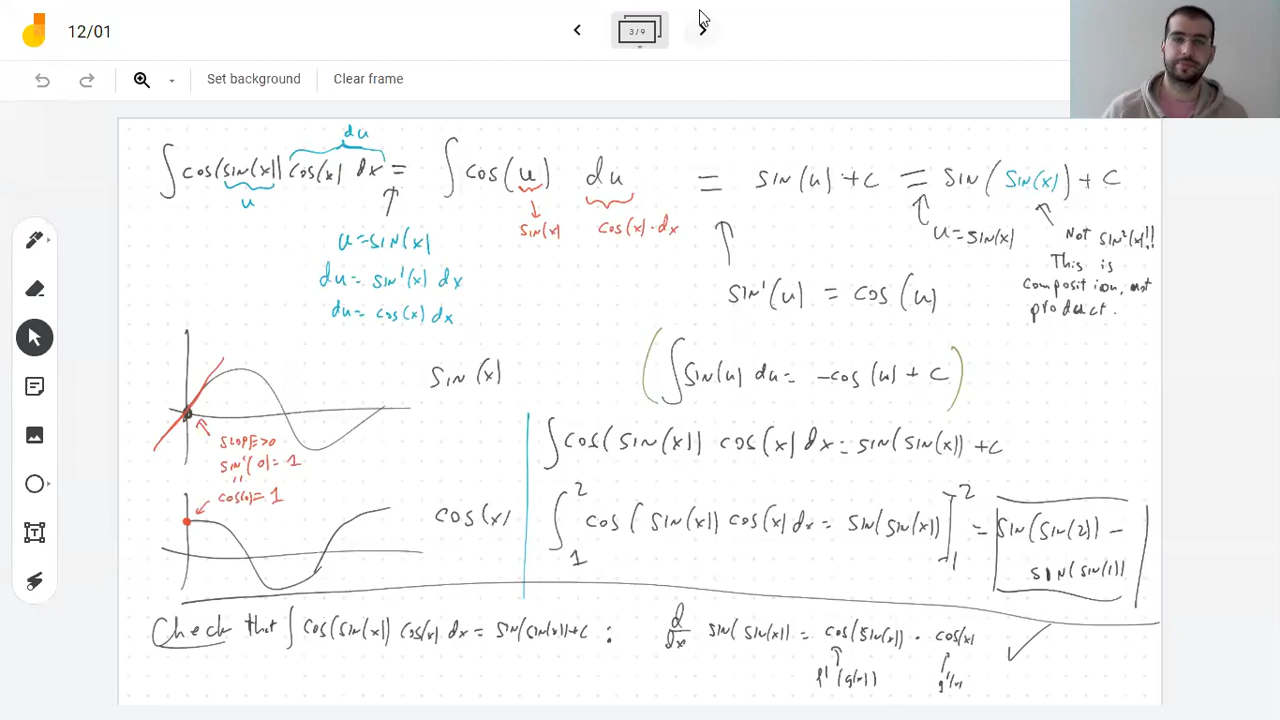 12/01
3 / 9
Set background
Clear frame
du
∫ cos(sin(x)) cos(x) dx = ∫ cos(u) du = sin(u) + c = sin(sin(x)) + c
u
sin(x)
cos(x)·dx
u = sin(x)
u = sin(x)
Not sin²(x)!!
This is
composition, not
product.
du = sin'(x) dx
du = cos(x) dx
sin'(u) = cos(u)
sin(x)
(∫ sin(u) du = -cos(u) + c)
SLOPE>0
sin'(0) = 1
"
cos(0) = 1
cos(x)
∫ cos(sin(x)) cos(x) dx = sin(sin(x)) + c
∫₁² cos(sin(x)) cos(x) dx = sin(sin(x))]₁² = sin(sin(2)) -
sin(sin(1))
Check that ∫ cos(sin(x)) cos(x) dx = sin(sin(x)) + c : d/dx sin(sin(x)) = cos(sin(x)) · cos(x)
f'(g(x))
g'(x)